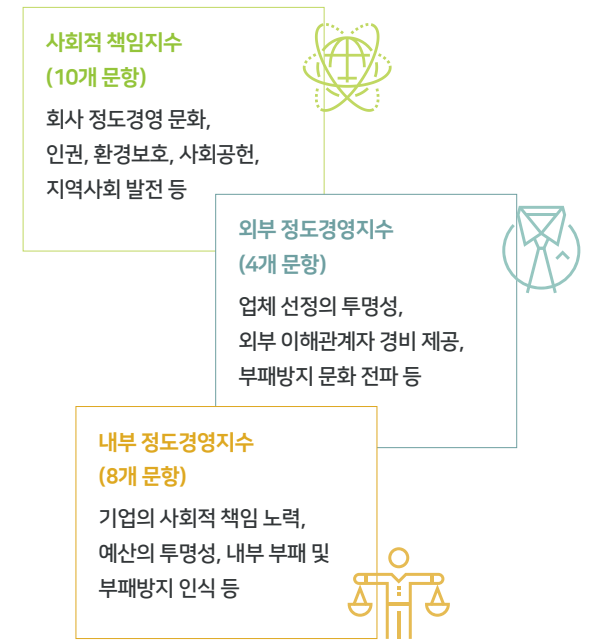 사회적 책임지수
(10개 문항)
회사 정도경영 문화,
인권, 환경보호, 사회공헌,
지역사회 발전 등
외부 정도경영지수
(4개 문항)
업체 선정의 투명성,
외부 이해관계자 경비 제공,
부패방지 문화 전파 등
내부 정도경영지수
(8개 문항)
기업의 사회적 책임 노력,
예산의 투명성, 내부 부패 및
부패방지 인식 등